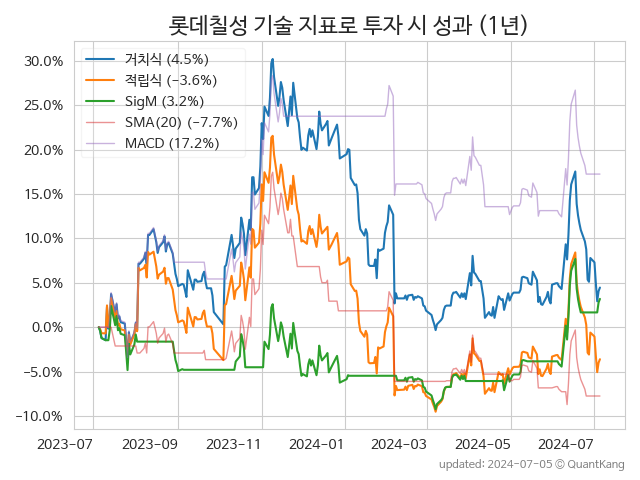 롯데칠성 기술 지표로 투자 시 성과 (1년)
거치식 (4.5%)
적립식 (−3.6%)
SigM (3.2%)
SMA(20) (−7.7%)
MACD (17.2%)
30.0%
25.0%
20.0%
15.0%
10.0%
5.0%
0.0%
−5.0%
−10.0%
2023-07 2023-09 2023-11 2024-01 2024-03 2024-05 2024-07
updated: 2024-07-05 © QuantKang